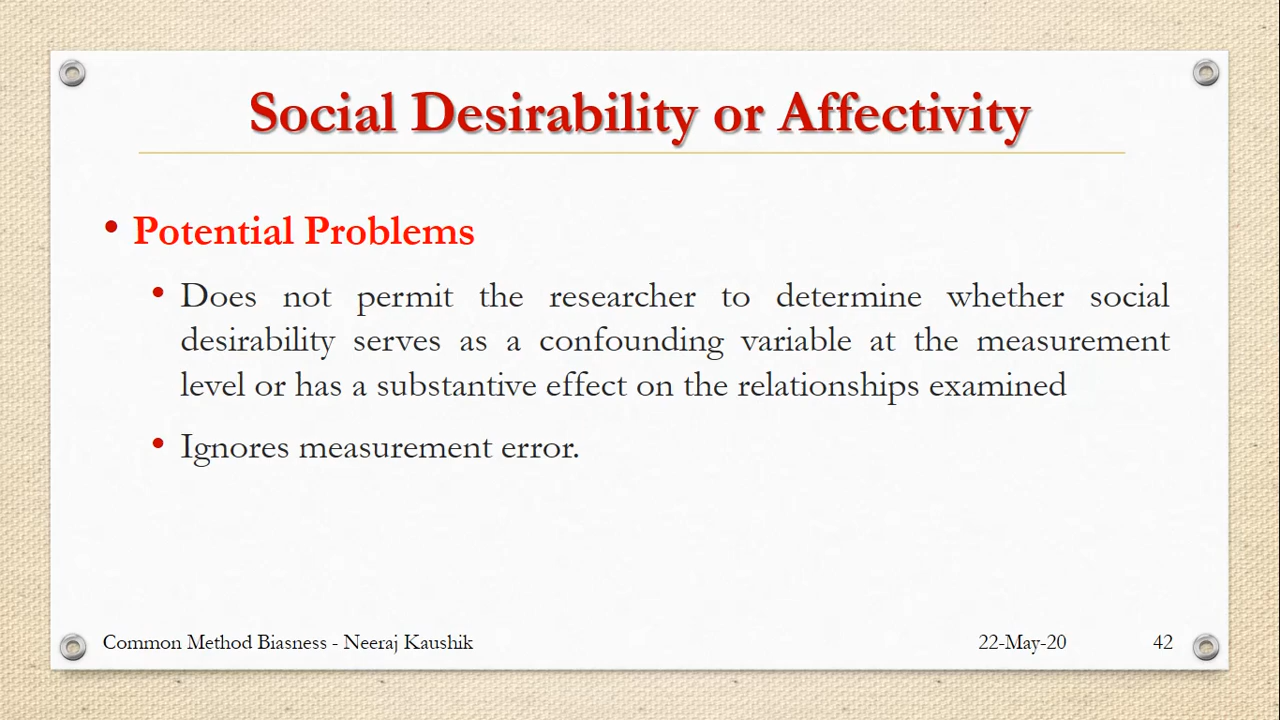 Social Desirability or Affectivity
• Potential Problems
• Does not permit the researcher to determine whether social
desirability serves as a confounding variable at the measurement
level or has a substantive effect on the relationships examined
• Ignores measurement error.
Common Method Biasness - Neeraj Kaushik 22-May-20 42